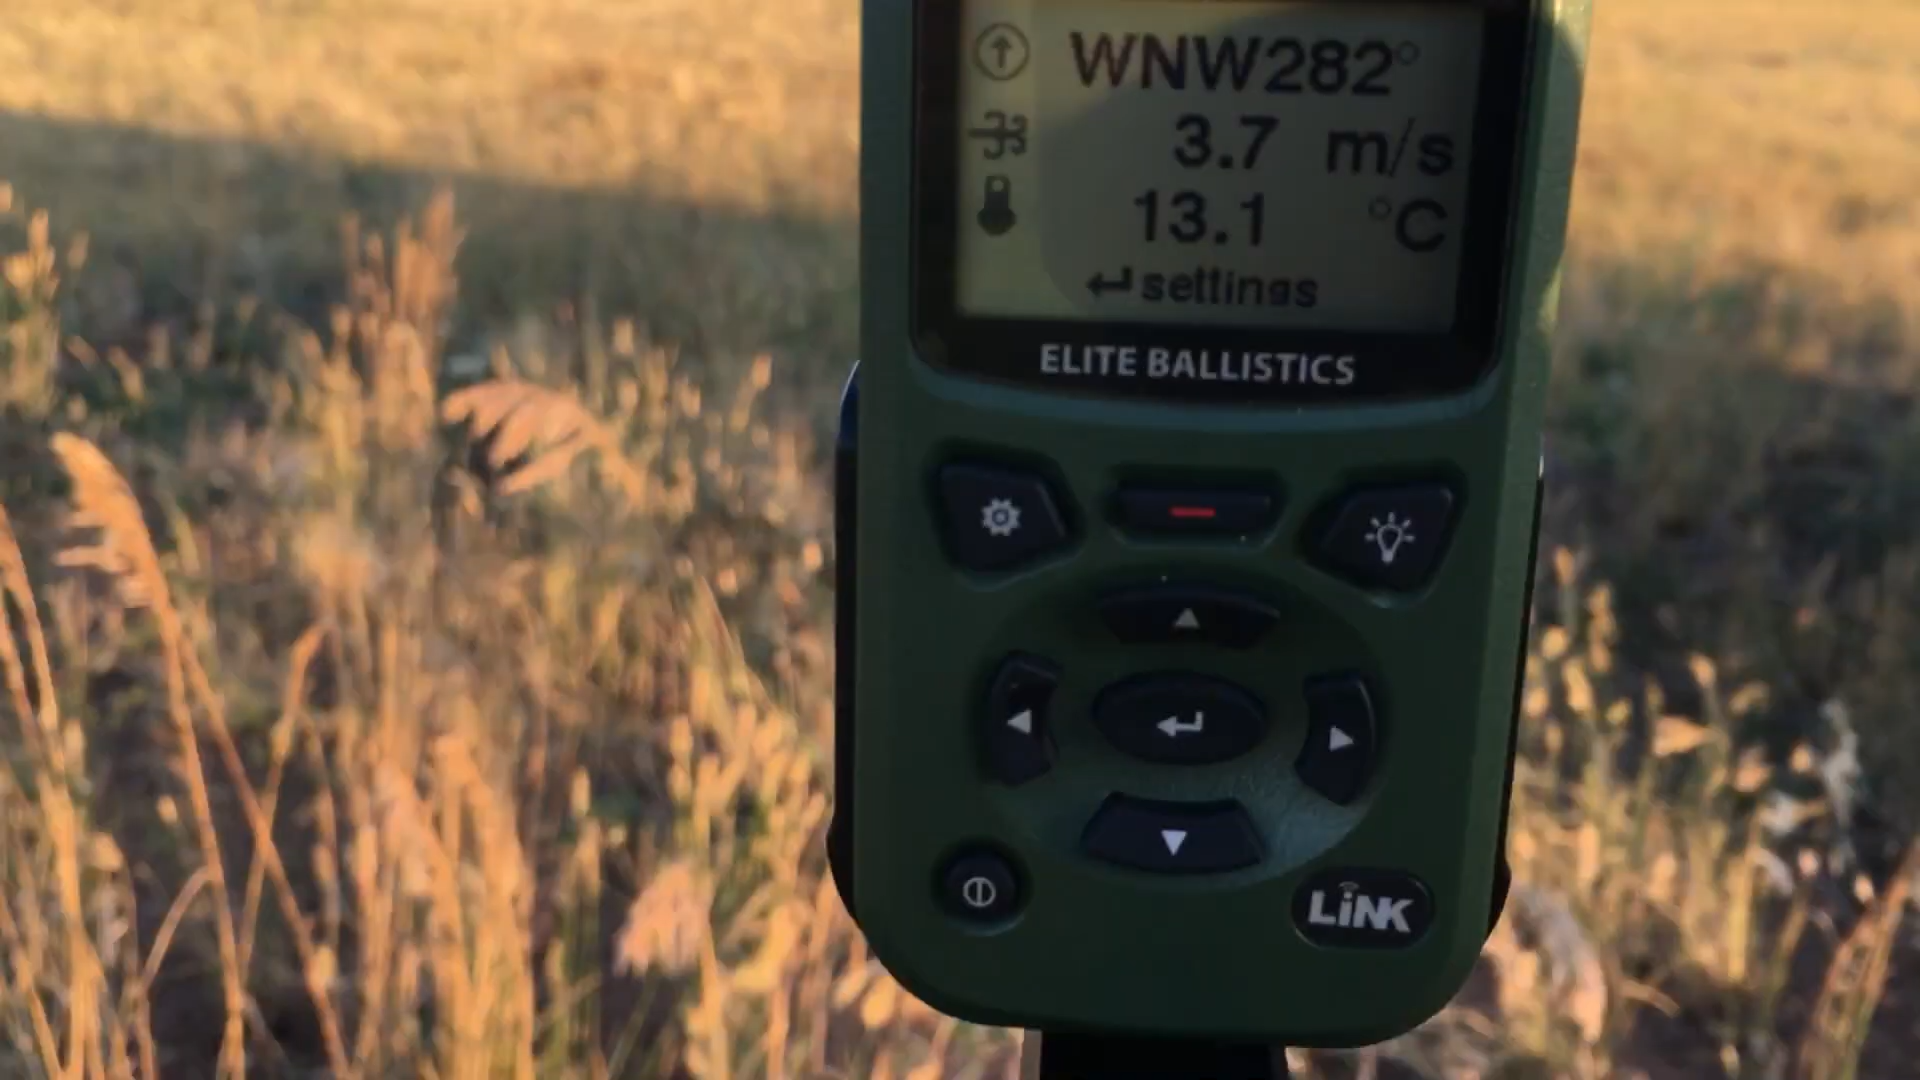 WNW282°
3.7 m/s
13.1 °C
settings
ELITE BALLISTICS
LiNK